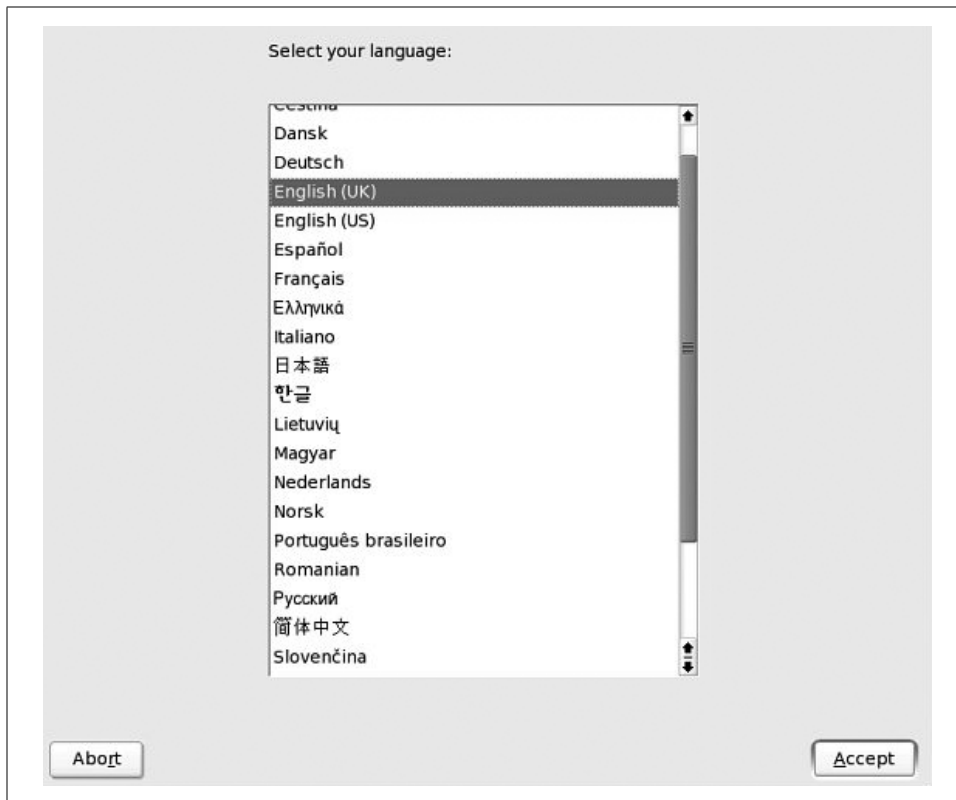 Select your language:
Čeština
Dansk
Deutsch
English (UK)
English (US)
Español
Français
Ελληνικά
Italiano
日本語
한글
Lietuvių
Magyar
Nederlands
Norsk
Português brasileiro
Romanian
Русский
简体中文
Slovenčina
Abort
Accept